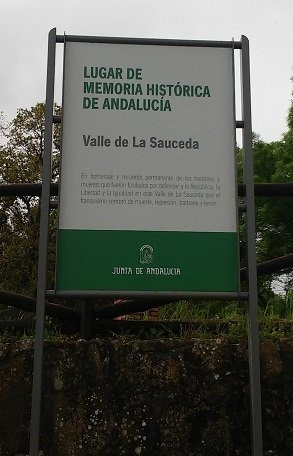 LUGAR DE
MEMORIA HISTÓRICA
DE ANDALUCÍA
Valle de La Sauceda
En homenaje y recuerdo permanente de los hombres y
mujeres que fueron fusilados por defender a la República, la
Libertad y la Igualdad en este Valle de La Sauceda que el
franquismo sembró de muerte, represión, barbarie y terror.
JUNTA DE ANDALUCIA